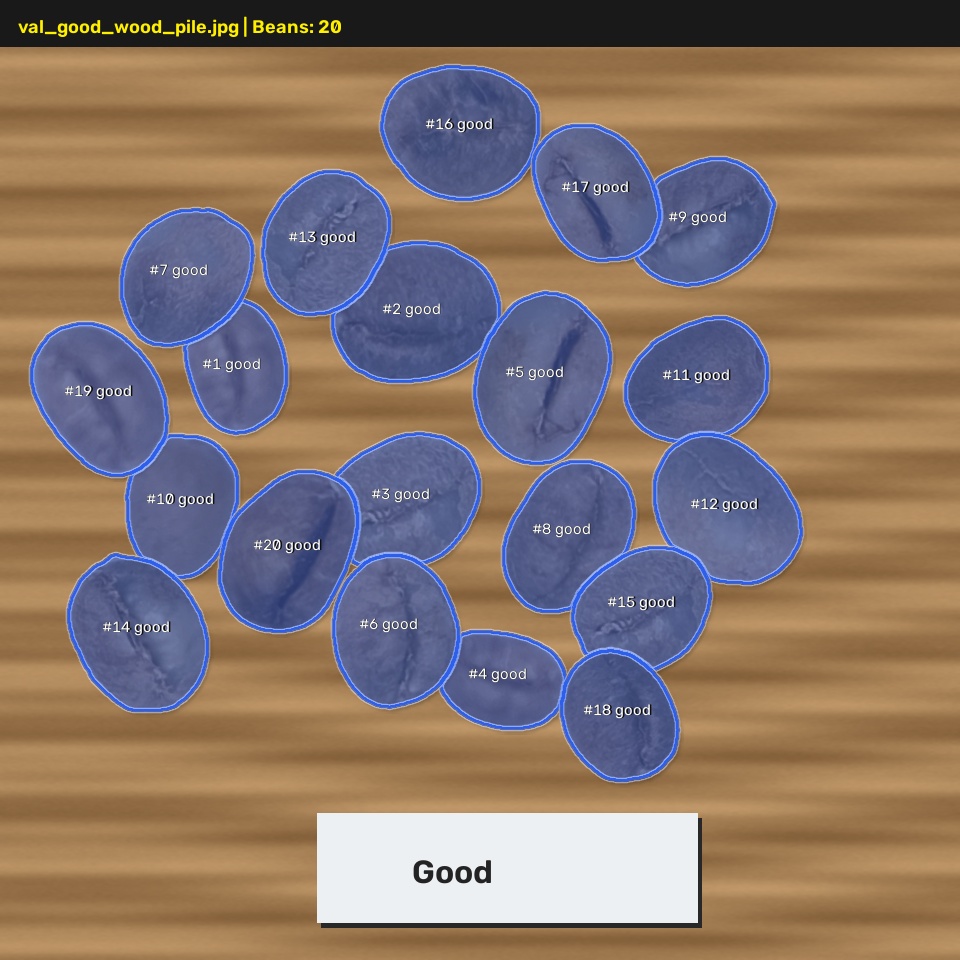 val_good_wood_pile.jpg | Beans: 20
#16 good
#17 good
#9 good
#13 good
#7 good
#2 good
#1 good
#5 good
#11 good
#19 good
#3 good
#10 good
#12 good
#8 good
#20 good
#15 good
#14 good
#6 good
#4 good
#18 good
Good